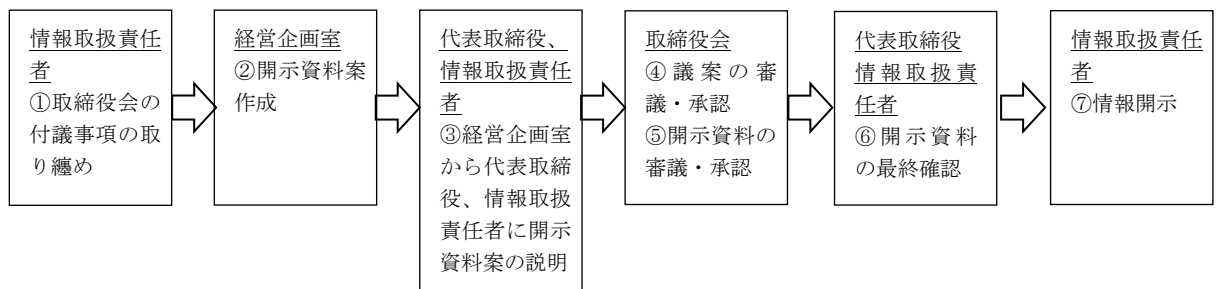 情報取扱責任
者
①取締役会の
付議事項の取
り纏め
経営企画室
②開示資料案
作成
代表取締役、
情報取扱責任
者
③経営企画室
から代表取締
役、情報取扱
責任者に開示
資料案の説明
取締役会
④議案の審
議・承認
⑤開示資料の
審議・承認
代表取締役
情報取扱責
任者
⑥開示資料
の最終確認
情報取扱責任
者
⑦情報開示